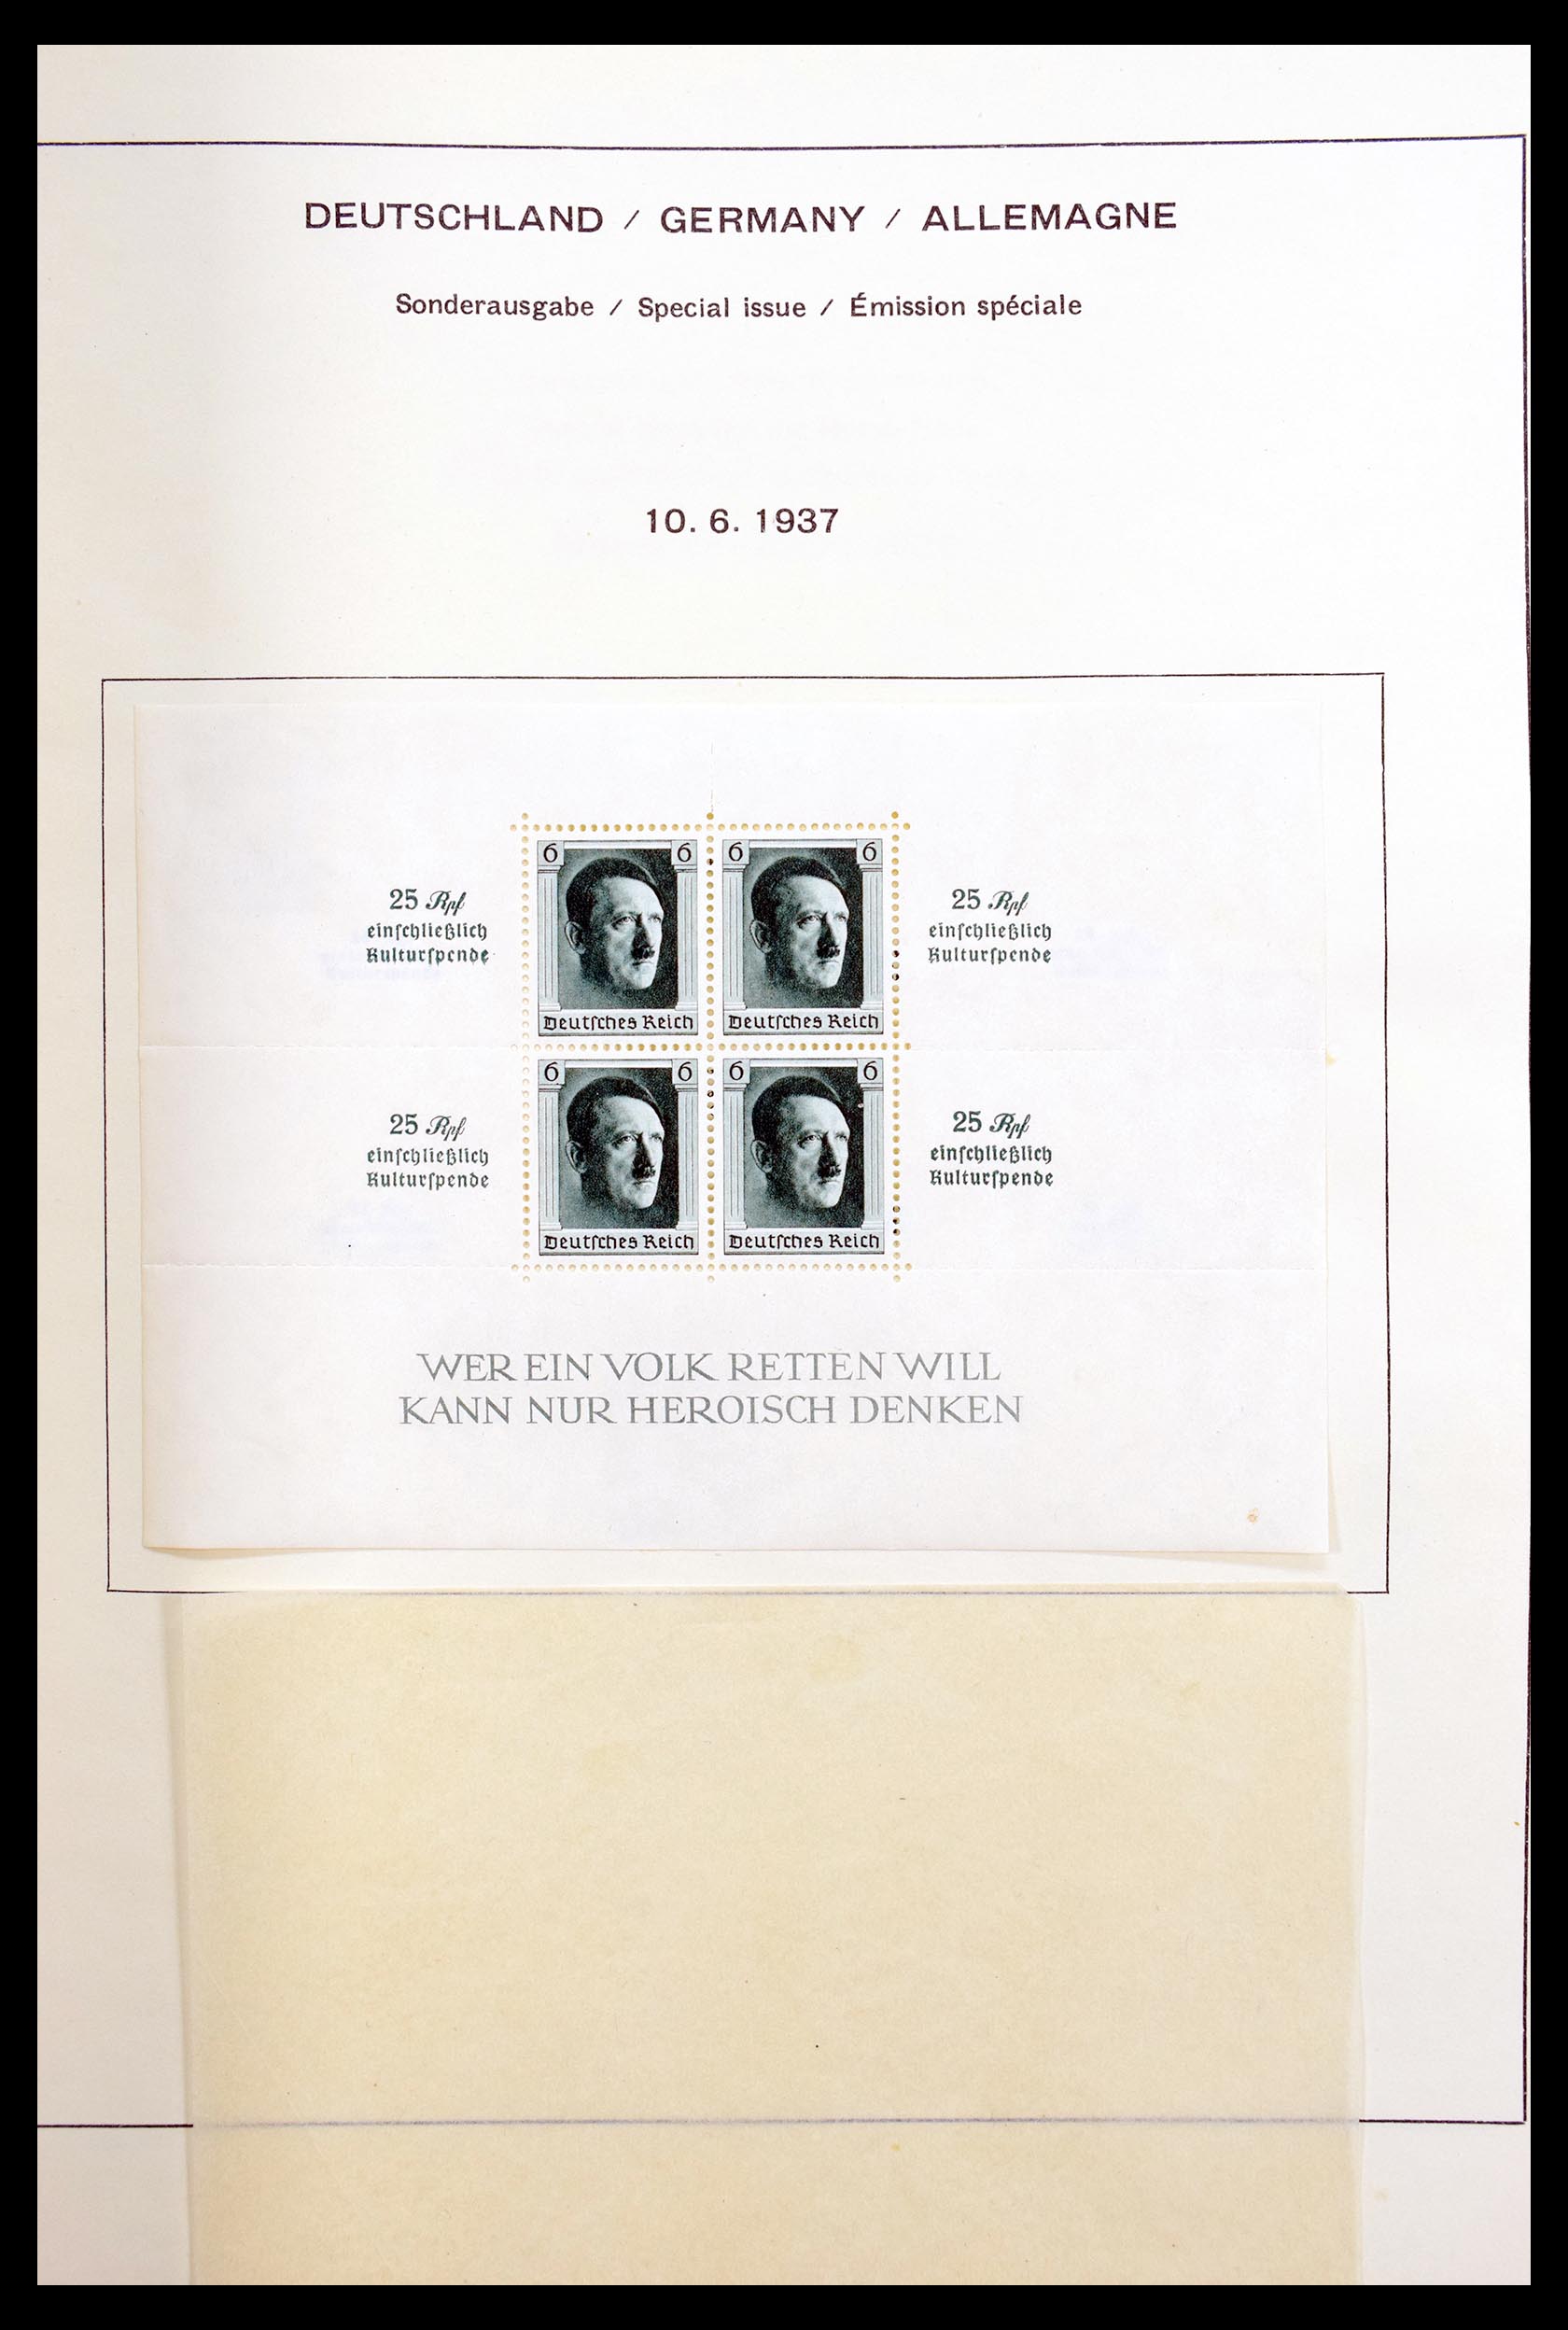 DEUTSCHLAND / GERMANY / ALLEMAGNE
Sonderausgabe / Special issue / Émission spéciale
10. 6. 1937
6 6 6 6
25 Rpf
einſchließlich
Kulturſpende
25 Rpf
einſchließlich
Kulturſpende
Deutſches Reich Deutſches Reich
6 6 6 6
25 Rpf
einſchließlich
Kulturſpende
25 Rpf
einſchließlich
Kulturſpende
Deutſches Reich Deutſches Reich
WER EIN VOLK RETTEN WILL
KANN NUR HEROISCH DENKEN